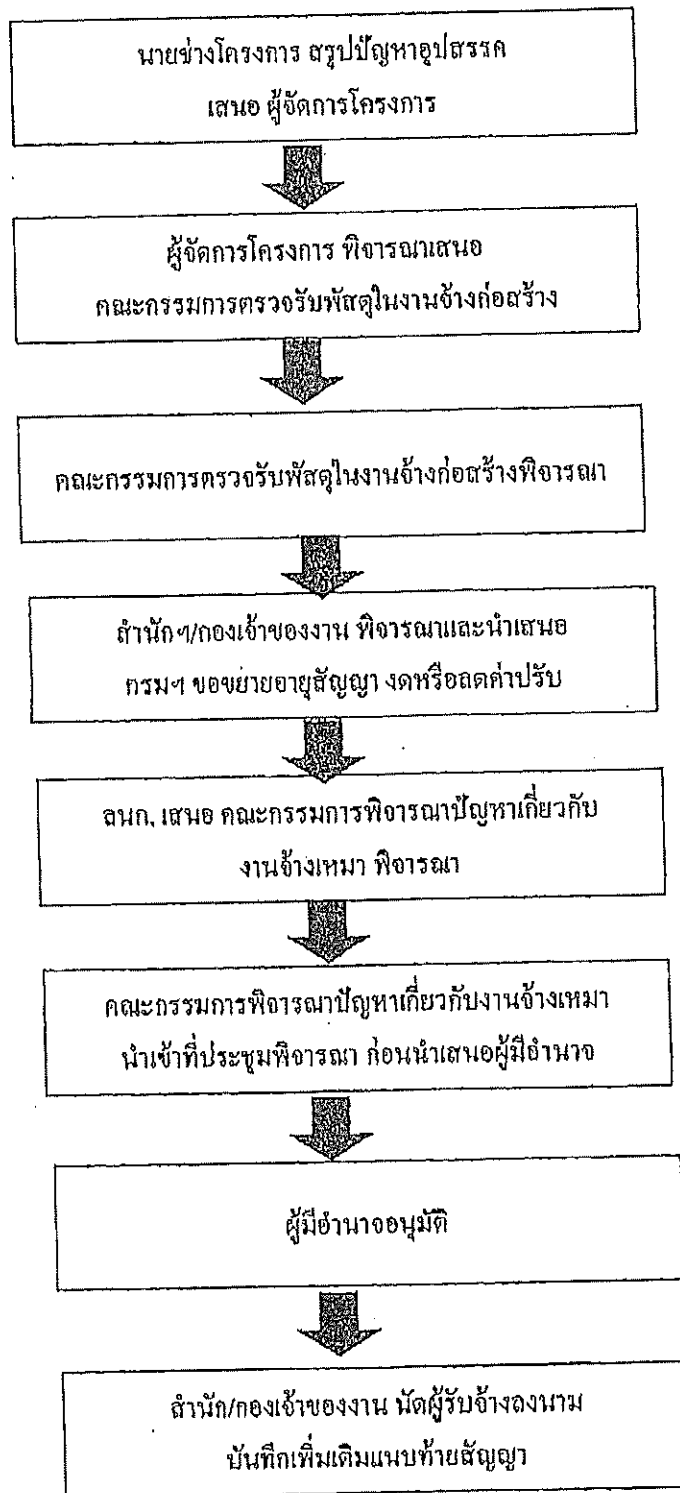 นายช่างโครงการ สรุปปัญหาอุปสรรค
เสนอ ผู้จัดการโครงการ
ผู้จัดการโครงการ พิจารณาเสนอ
คณะกรรมการตรวจรับพัสดุในงานจ้างก่อสร้าง
คณะกรรมการตรวจรับพัสดุในงานจ้างก่อสร้างพิจารณา
สำนักฯ/กองเจ้าของงาน พิจารณาและนำเสนอ
กรมฯ ขอขยายอายุสัญญา งดหรือลดค่าปรับ
ลนก. เสนอ คณะกรรมการพิจารณาปัญหาเกี่ยวกับ
งานจ้างเหมา พิจารณา
คณะกรรมการพิจารณาปัญหาเกี่ยวกับงานจ้างเหมา
นำเข้าที่ประชุมพิจารณา ก่อนนำเสนอผู้มีอำนาจ
ผู้มีอำนาจอนุมัติ
สำนัก/กองเจ้าของงาน นัดผู้รับจ้างลงนาม
บันทึกเพิ่มเติมแนบท้ายสัญญา